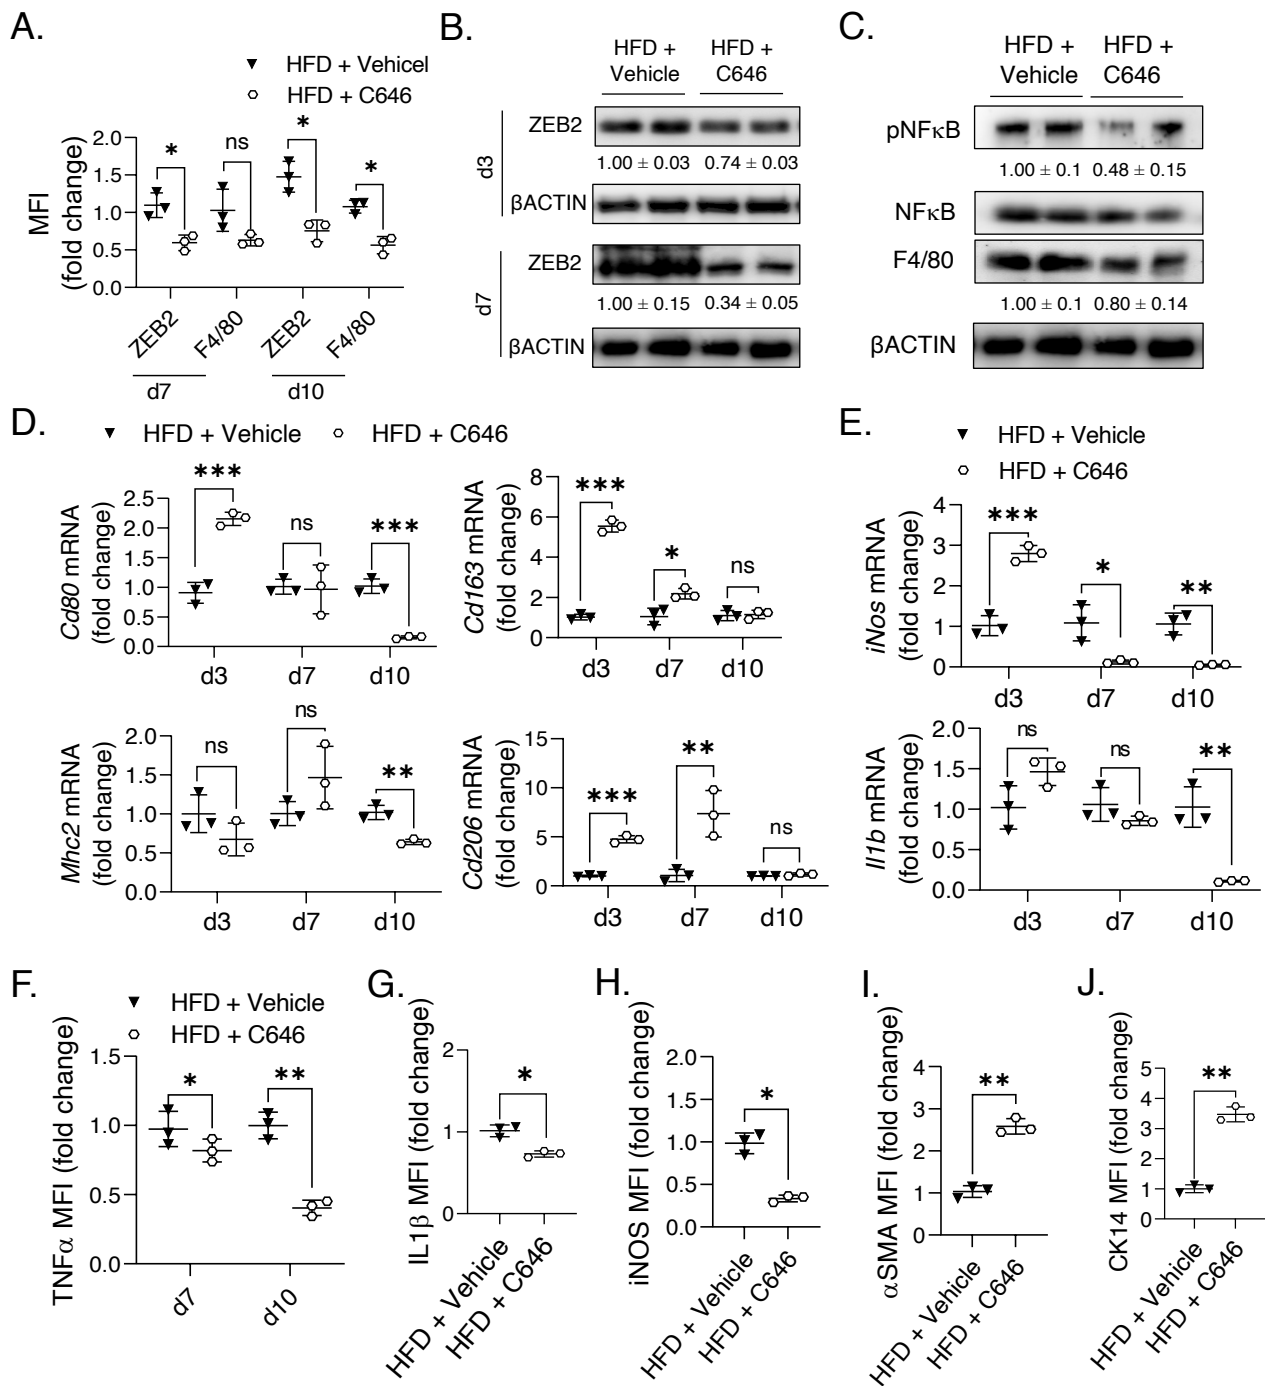 A.
HFD + Vehicel
HFD + C646
MFI
(fold change)
2.0
1.5
1.0
0.5
0.0
*
ns
*
*
ZEB2
F4/80
ZEB2
F4/80
d7
d10
B.
HFD +
Vehicle
HFD +
C646
d3
ZEB2
1.00 ± 0.03
0.74 ± 0.03
βACTIN
d7
ZEB2
1.00 ± 0.15
0.34 ± 0.05
βACTIN
C.
HFD +
Vehicle
HFD +
C646
pNFκB
1.00 ± 0.1
0.48 ± 0.15
NFκB
F4/80
1.00 ± 0.1
0.80 ± 0.14
βACTIN
D.
HFD + Vehicle
HFD + C646
Cd80 mRNA
(fold change)
2.5
2.0
1.5
1.0
0.5
0.0
***
ns
***
d3
d7
d10
Cd163 mRNA
(fold change)
8
6
4
2
0
***
*
ns
d3
d7
d10
Mhc2 mRNA
(fold change)
2.0
1.5
1.0
0.5
0.0
ns
ns
**
d3
d7
d10
Cd206 mRNA
(fold change)
15
10
5
0
***
**
ns
d3
d7
d10
E.
HFD + Vehicle
HFD + C646
iNos mRNA
(fold change)
4
3
2
1
0
***
*
**
d3
d7
d10
Il1b mRNA
(fold change)
2.0
1.5
1.0
0.5
0.0
ns
ns
**
d3
d7
d10
F.
HFD + Vehicle
HFD + C646
TNFα MFI (fold change)
1.5
1.0
0.5
0.0
*
**
d7
d10
G.
IL1β MFI (fold change)
2
1
0
*
HFD + Vehicle
HFD + C646
H.
iNOS MFI (fold change)
2.0
1.5
1.0
0.5
0.0
*
HFD + Vehicle
HFD + C646
I.
αSMA MFI (fold change)
4
3
2
1
0
**
HFD + Vehicle
HFD + C646
J.
CK14 MFI (fold change)
5
4
3
2
1
0
**
HFD + Vehicle
HFD + C646